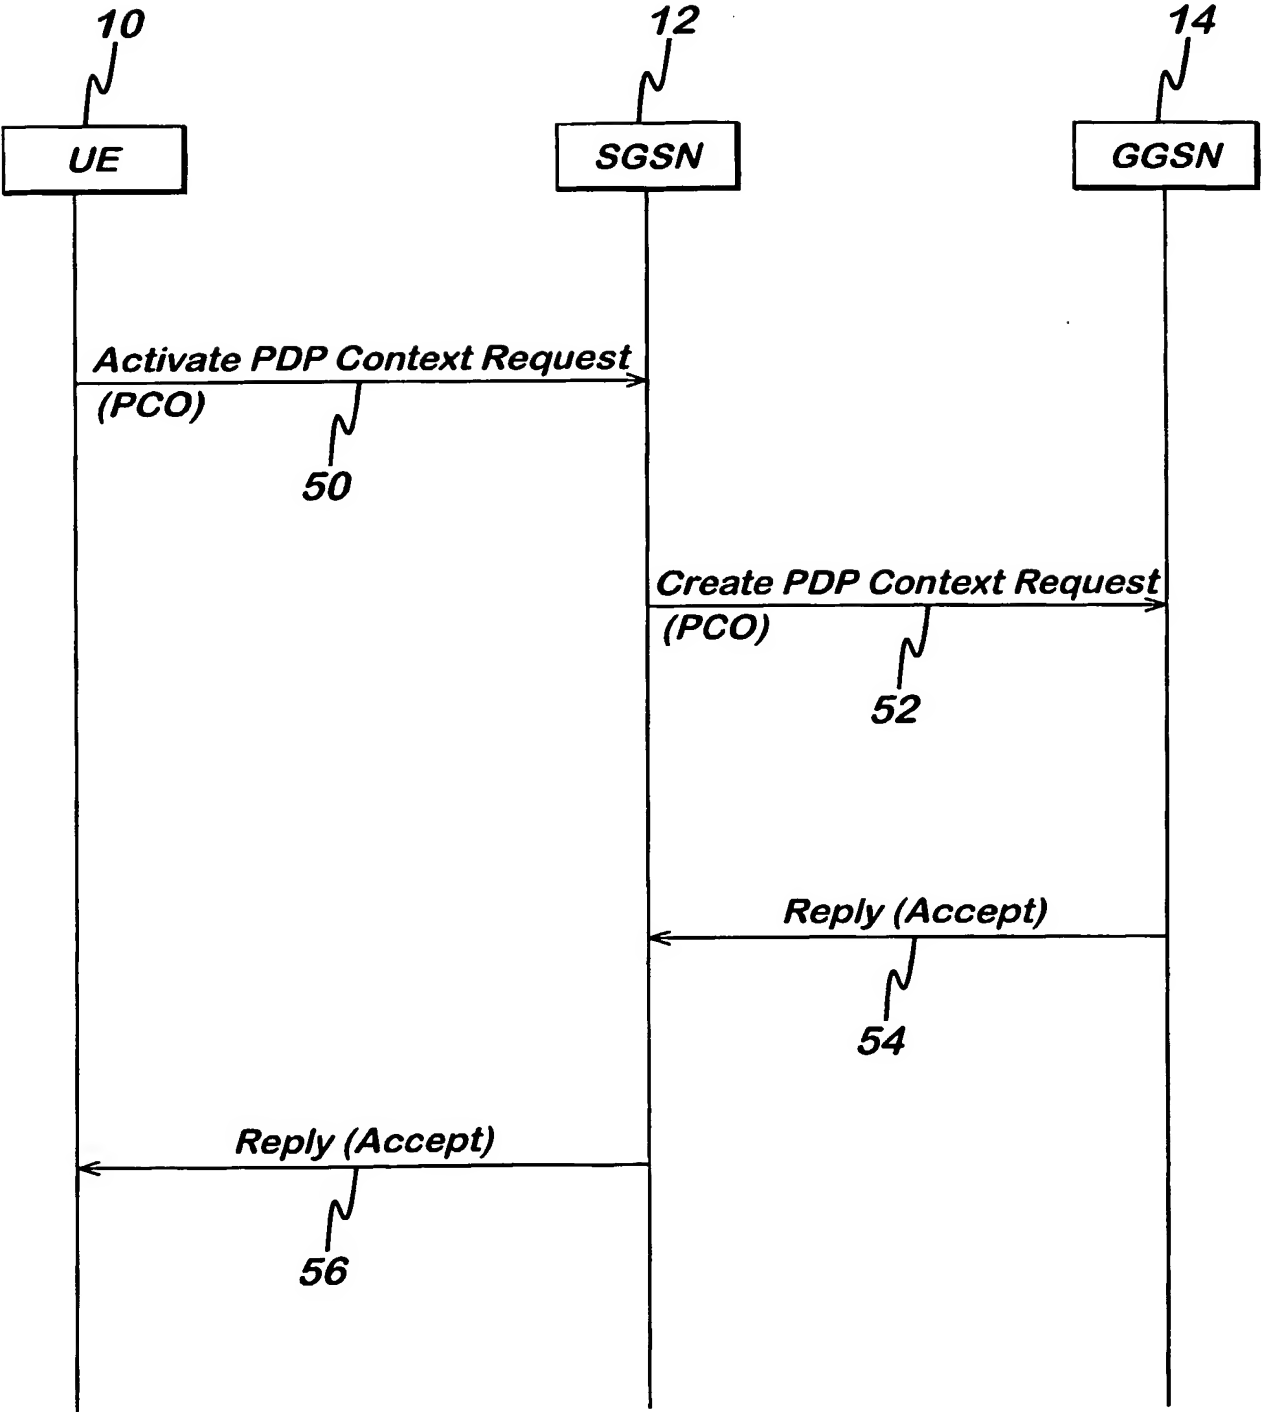 10
12
14
UE
SGSN
GGSN
Activate PDP Context Request
(PCO)
50
Create PDP Context Request
(PCO)
52
Reply (Accept)
54
Reply (Accept)
56